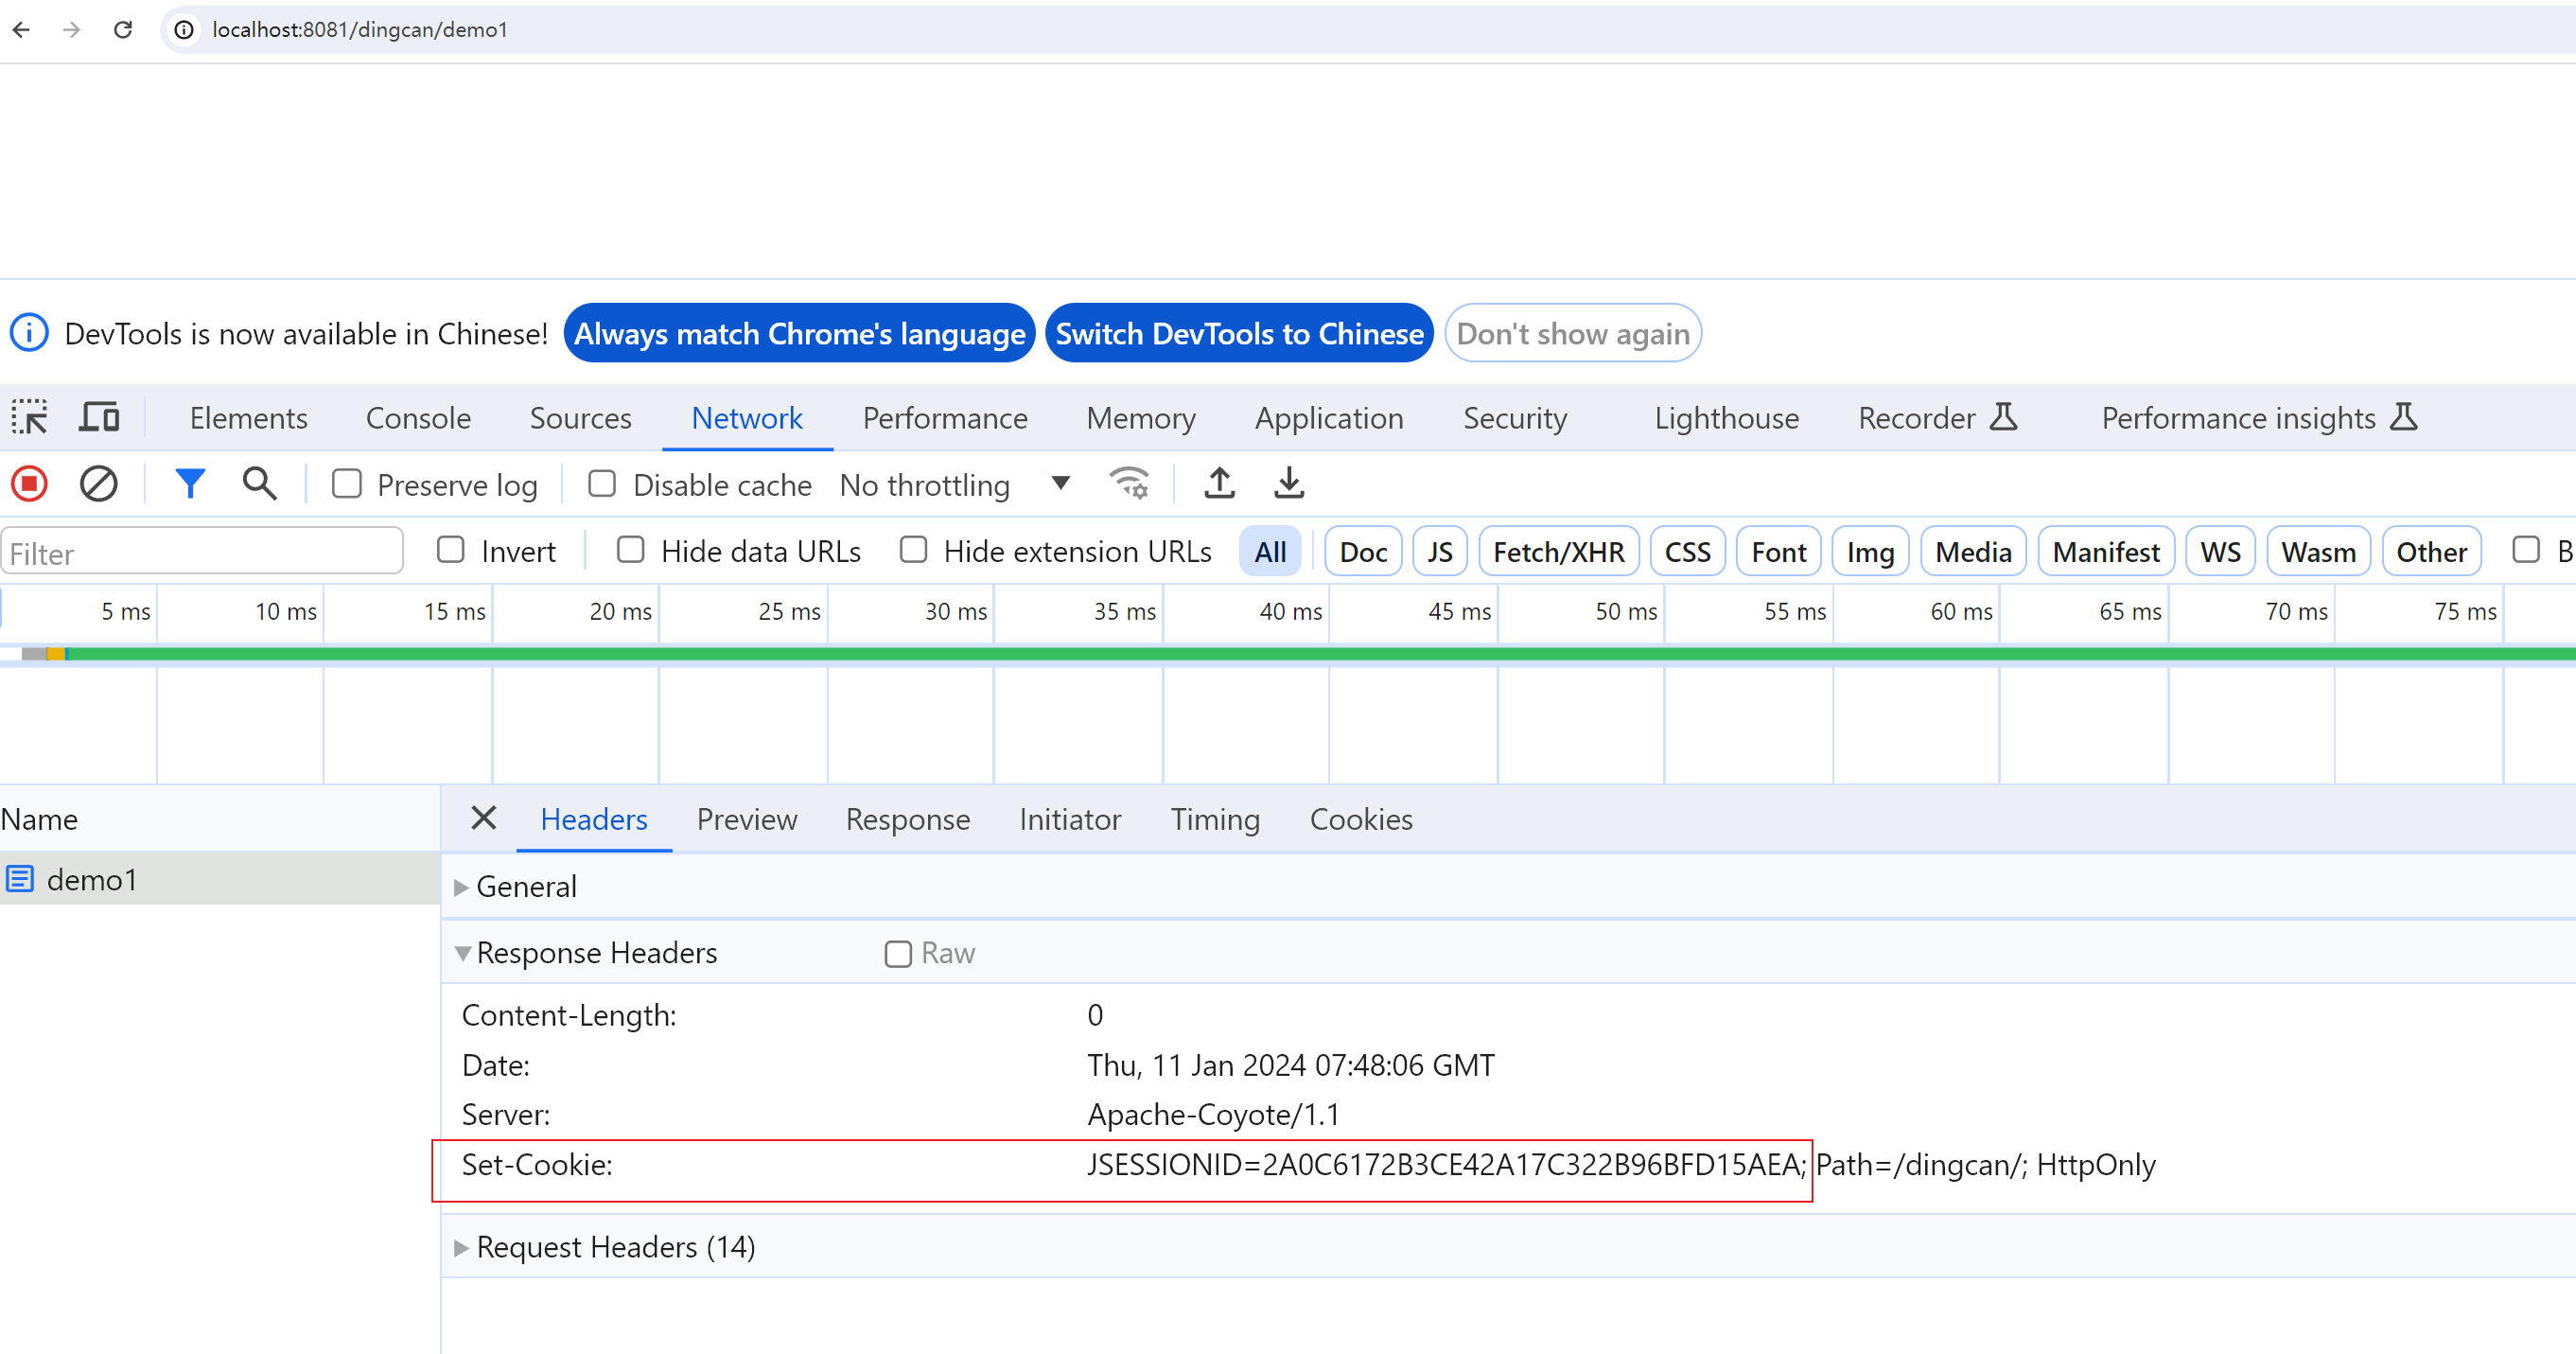 localhost:8081/dingcan/demo1
DevTools is now available in Chinese! Always match Chrome's language Switch DevTools to Chinese Don't show again
Elements Console Sources Network Performance Memory Application Security Lighthouse Recorder Performance insights
Preserve log Disable cache No throttling
Filter Invert Hide data URLs Hide extension URLs All Doc JS Fetch/XHR CSS Font Img Media Manifest WS Wasm Other B
5 ms 10 ms 15 ms 20 ms 25 ms 30 ms 35 ms 40 ms 45 ms 50 ms 55 ms 60 ms 65 ms 70 ms 75 ms
Name Headers Preview Response Initiator Timing Cookies
demo1
General
Response Headers Raw
Content-Length: 0
Date: Thu, 11 Jan 2024 07:48:06 GMT
Server: Apache-Coyote/1.1
Set-Cookie: JSESSIONID=2A0C6172B3CE42A17C322B96BFD15AEA; Path=/dingcan/; HttpOnly
Request Headers (14)